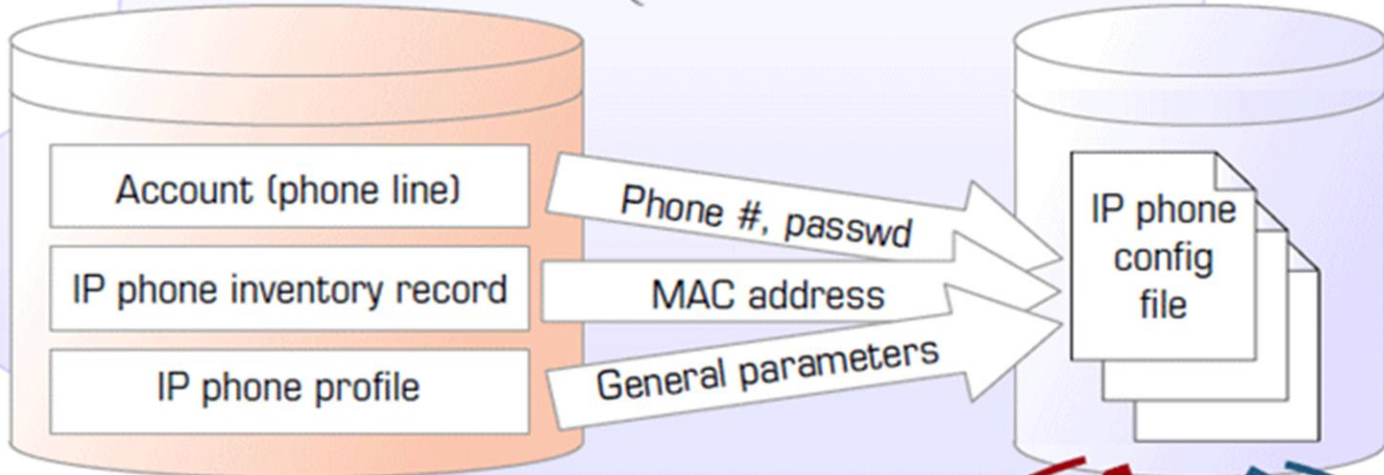 Account (phone line)
Phone #, passwd
IP phone inventory record
MAC address
IP phone profile
General parameters
IP phone
config
file